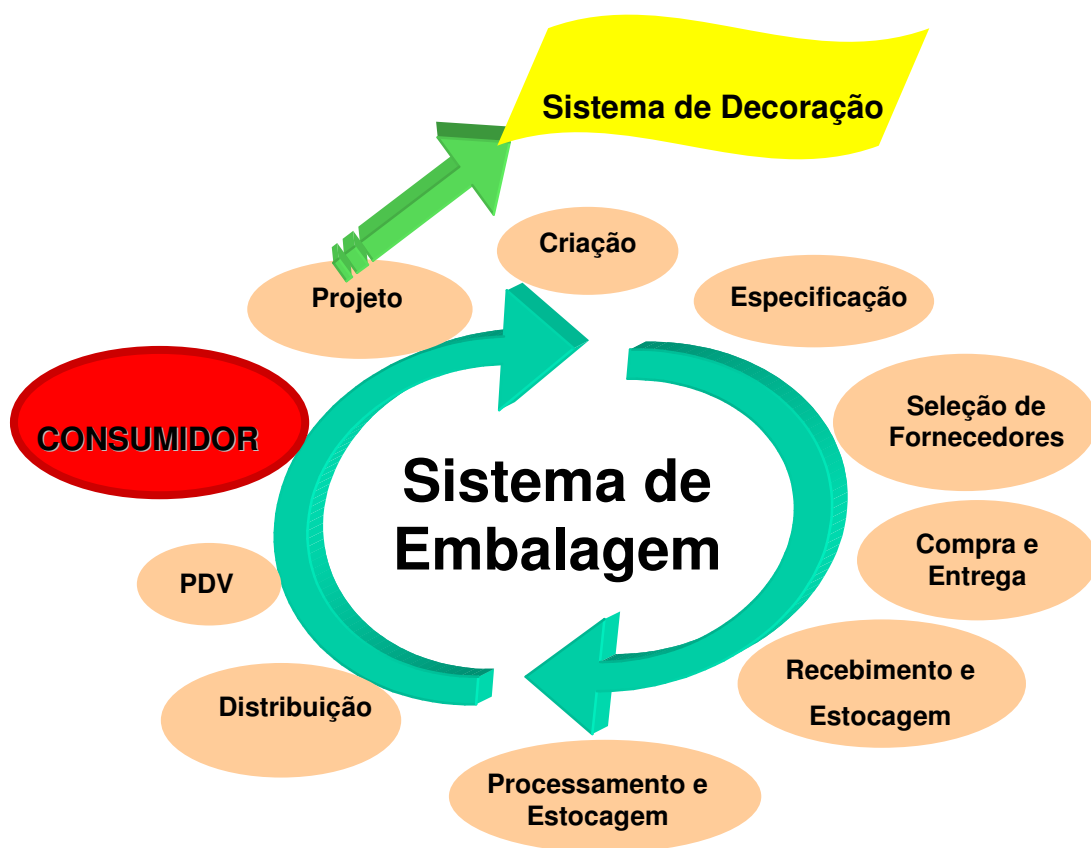 Sistema de Decoração
Criação
Projeto
Especificação
CONSUMIDOR
Seleção de
Fornecedores
Sistema de
Embalagem
Compra e
Entrega
PDV
Recebimento e
Estocagem
Distribuição
Processamento e
Estocagem